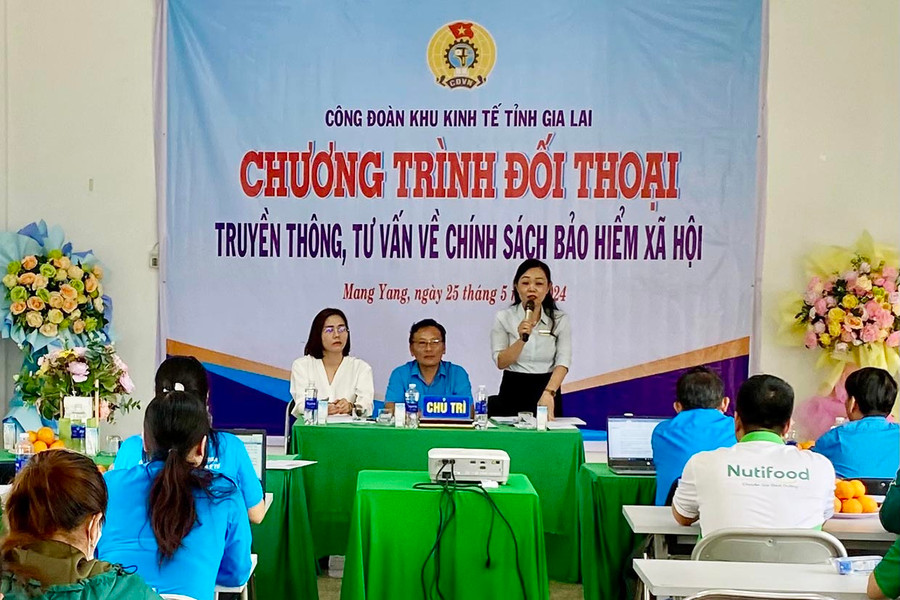 CĐVN
CÔNG ĐOÀN KHU KINH TẾ TỈNH GIA LAI
CHƯƠNG TRÌNH ĐỐI THOẠI
TRUYỀN THÔNG, TƯ VẤN VỀ CHÍNH SÁCH BẢO HIỂM XÃ HỘI
Mang Yang, ngày 25 tháng 5 24
CHỦ TRÌ
Nutifood